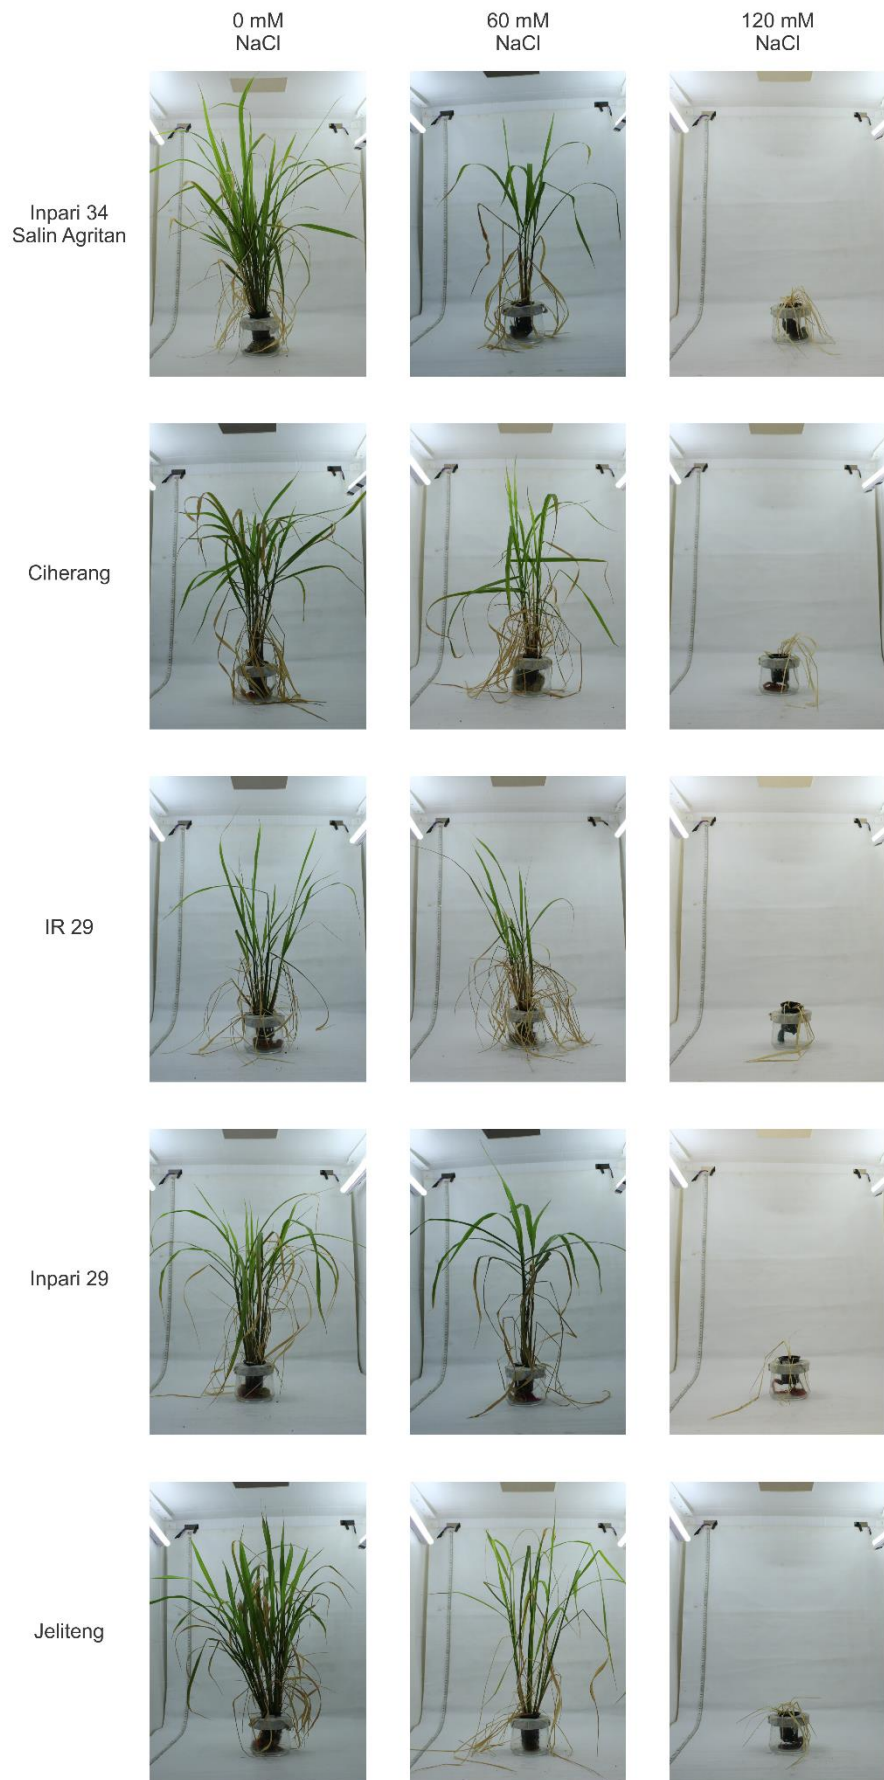 0 mM
NaCl
60 mM
NaCl
120 mM
NaCl
Inpari 34
Salin Agritan
Ciherang
IR 29
Inpari 29
Jeliteng